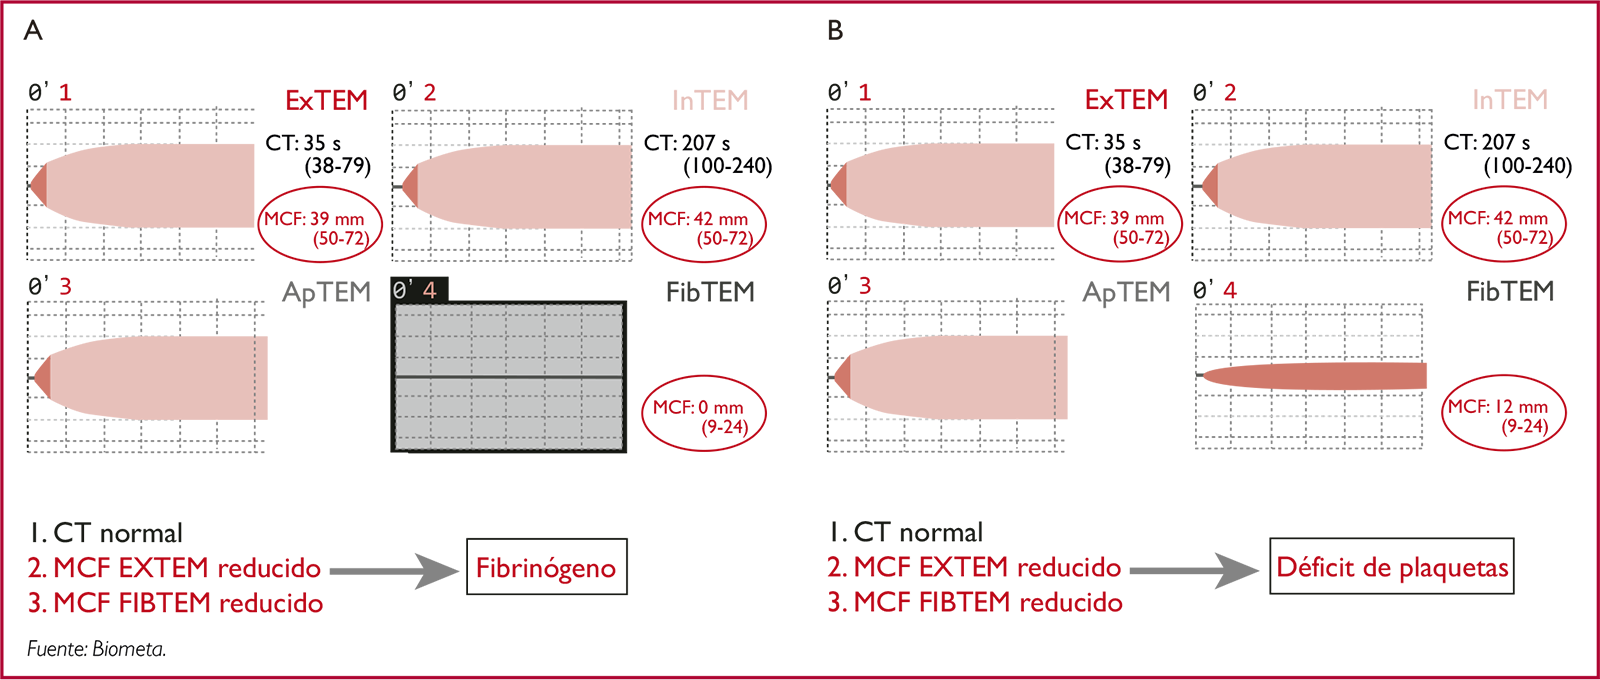 A
0' 1
ExTEM
CT: 35 s
(38-79)
MCF: 39 mm
(50-72)
0' 2
InTEM
CT: 207 s
(100-240)
MCF: 42 mm
(50-72)
0' 3
ApTEM
0' 4
FibTEM
MCF: 0 mm
(9-24)
1. CT normal
2. MCF EXTEM reducido
3. MCF FIBTEM reducido
Fibrinógeno
Fuente: Biometa.
B
0' 1
ExTEM
CT: 35 s
(38-79)
MCF: 39 mm
(50-72)
0' 2
InTEM
CT: 207 s
(100-240)
MCF: 42 mm
(50-72)
0' 3
ApTEM
0' 4
FibTEM
MCF: 12 mm
(9-24)
1. CT normal
2. MCF EXTEM reducido
3. MCF FIBTEM reducido
Déficit de plaquetas